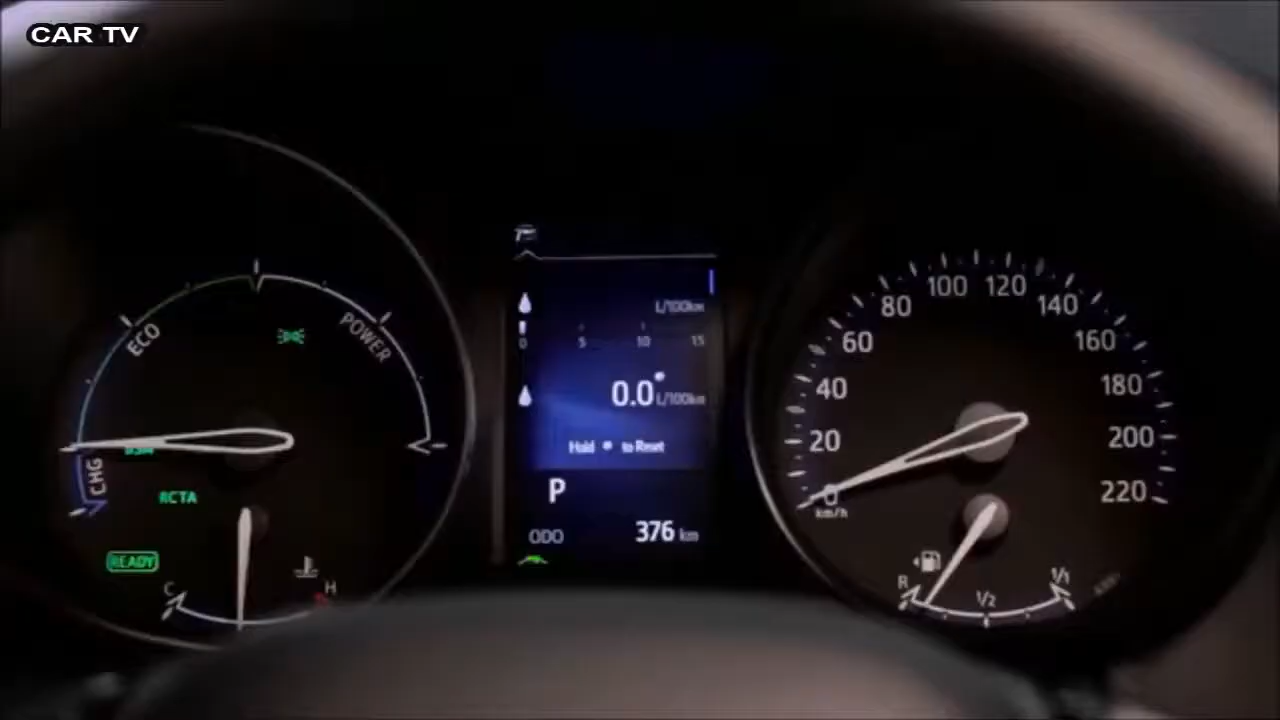 CAR TV
ECO
POWER
CHG
RCTA
READY
C
H
L/100km
0 5 10 15
0.0 L/100km
Hold to Reset
P
ODO 376 km
0
20
40
60
80
100
120
140
160
180
200
220
km/h
R
1/2
1/1